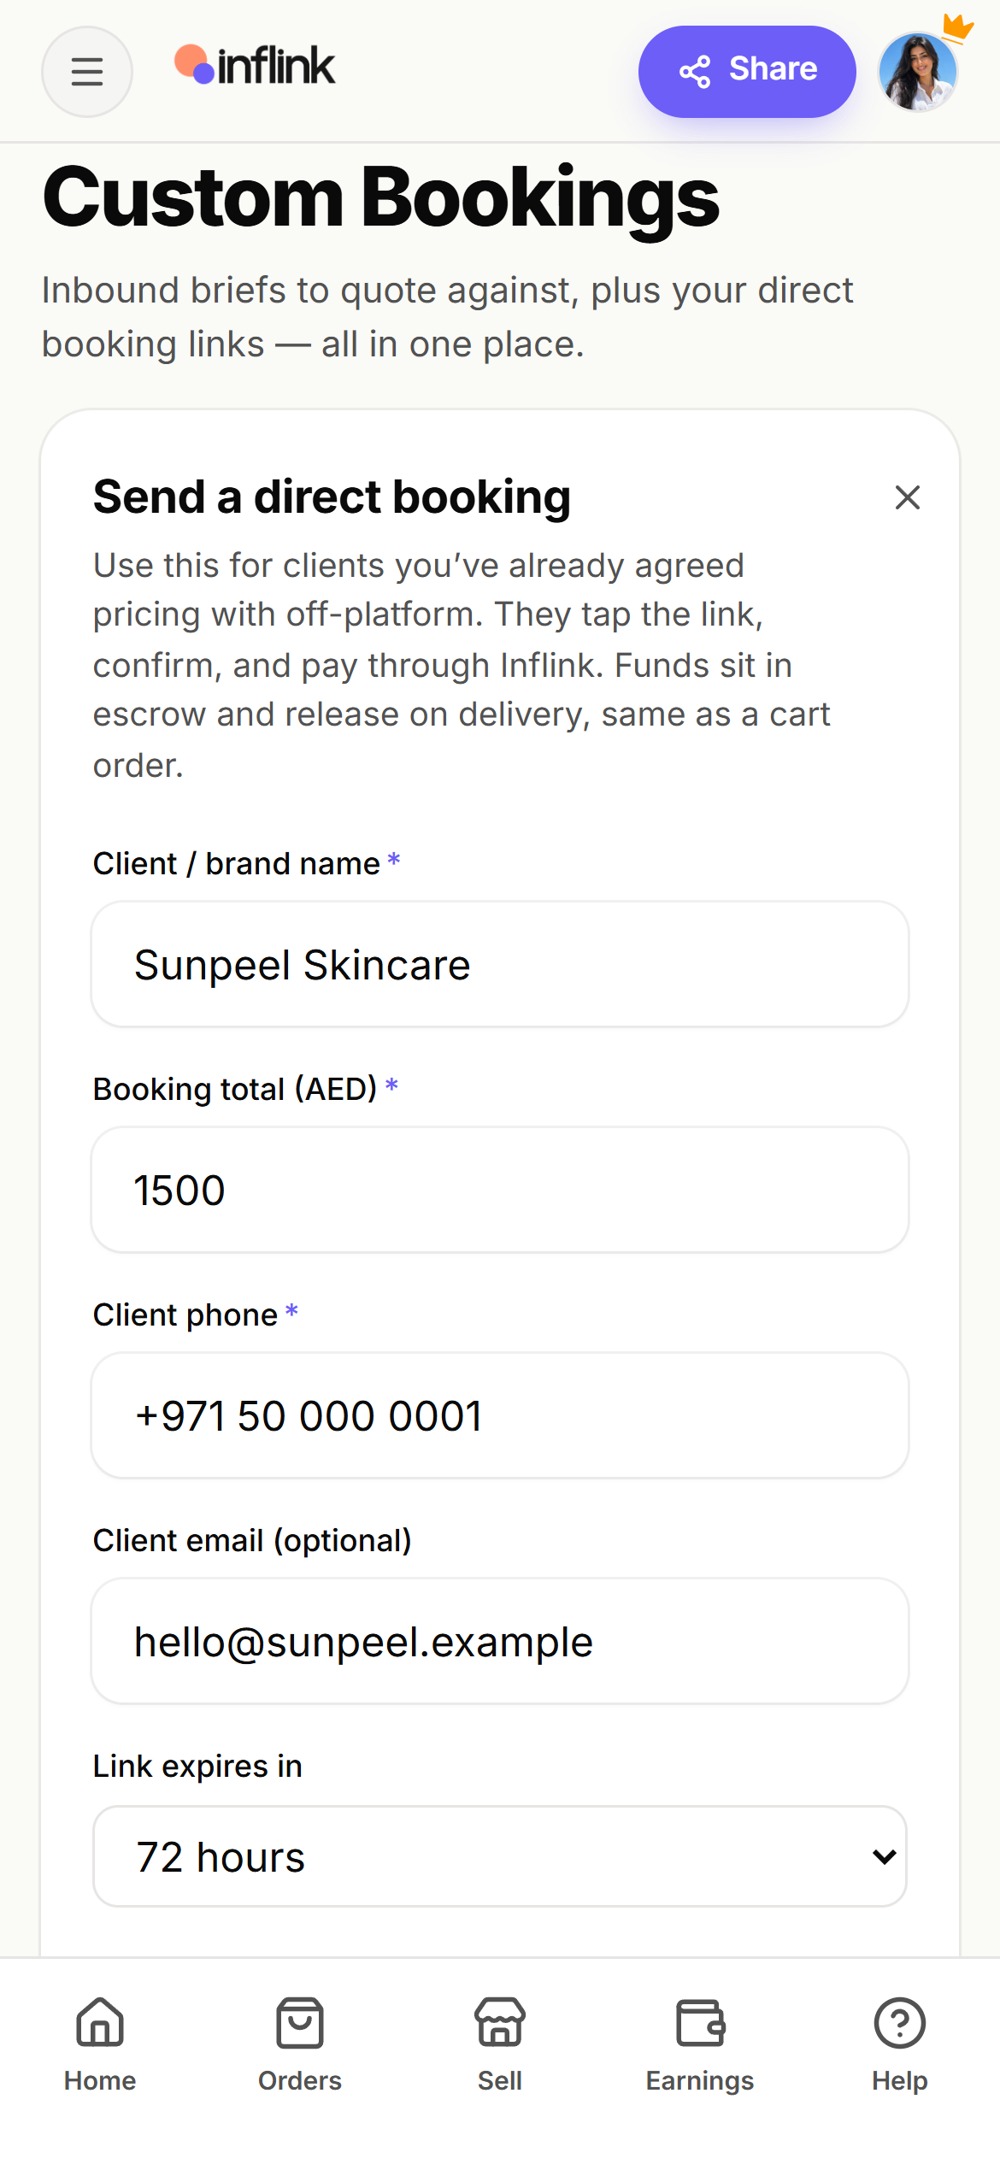 inflink
Share
Custom Bookings
Inbound briefs to quote against, plus your direct
booking links — all in one place.
Send a direct booking
Use this for clients you’ve already agreed
pricing with off-platform. They tap the link,
confirm, and pay through Inflink. Funds sit in
escrow and release on delivery, same as a cart
order.
Client / brand name *
Sunpeel Skincare
Booking total (AED) *
1500
Client phone *
+971 50 000 0001
Client email (optional)
hello@sunpeel.example
Link expires in
72 hours
Home
Orders
Sell
Earnings
Help